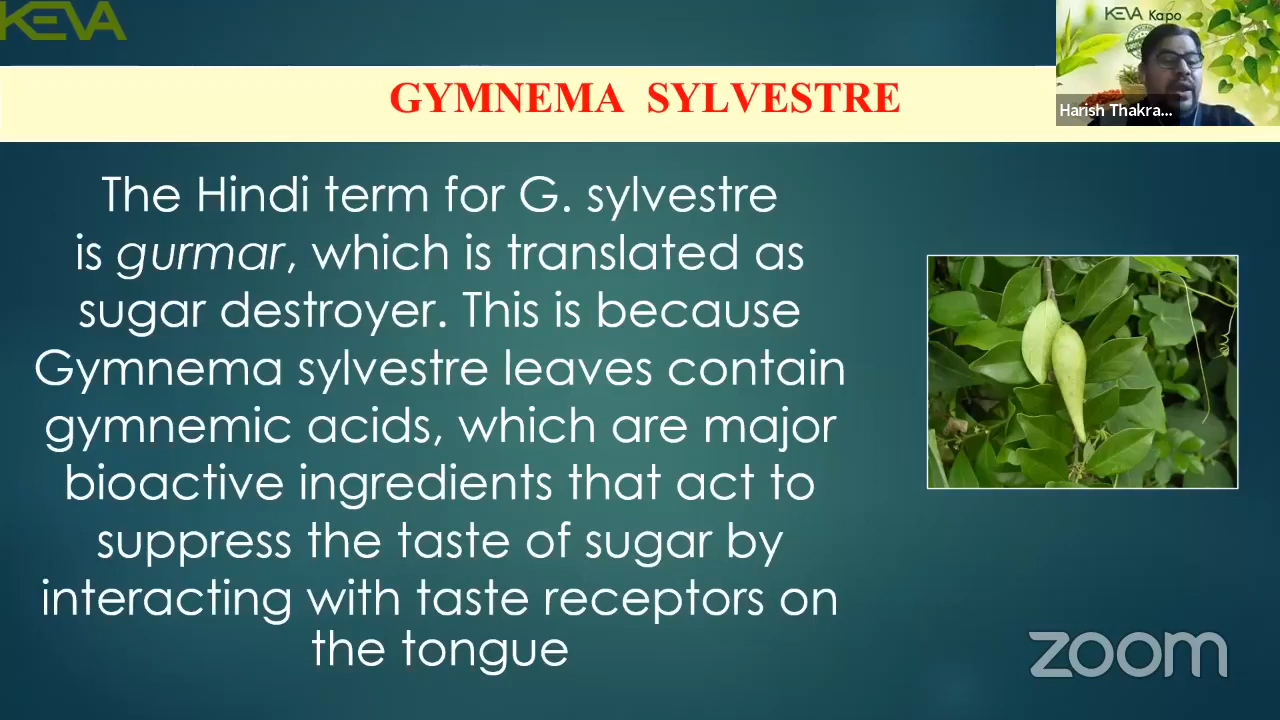 KEVA
KEVA Kapo
Harish Thakra...
GYMNEMA SYLVESTRE
The Hindi term for G. sylvestre
is gurmar, which is translated as
sugar destroyer. This is because
Gymnema sylvestre leaves contain
gymnemic acids, which are major
bioactive ingredients that act to
suppress the taste of sugar by
interacting with taste receptors on
the tongue
zoom